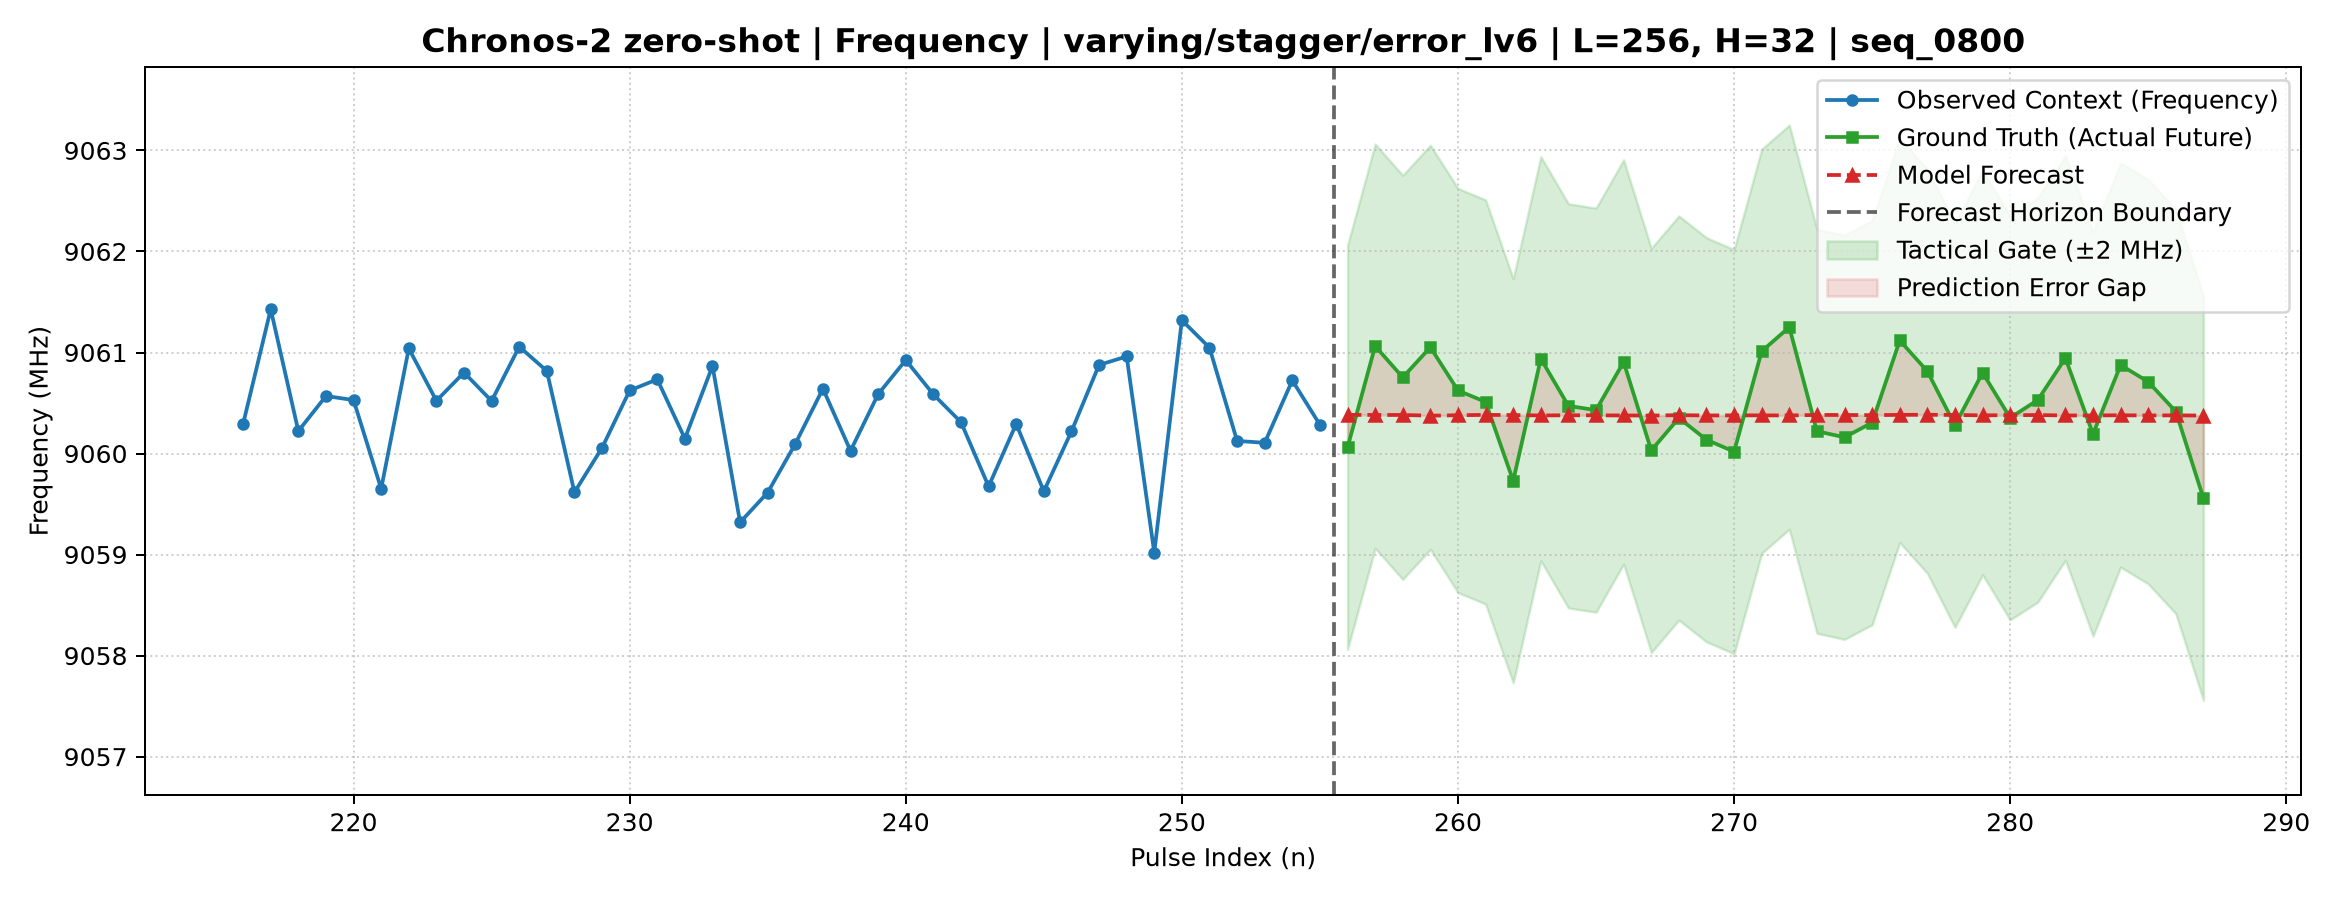 Chronos-2 zero-shot | Frequency | varying/stagger/error_lv6 | L=256, H=32 | seq_0800
Observed Context (Frequency)
Ground Truth (Actual Future)
Model Forecast
Forecast Horizon Boundary
Tactical Gate (±2 MHz)
Prediction Error Gap
Frequency (MHz)
9063
9062
9061
9060
9059
9058
9057
220 230 240 250 260 270 280 290
Pulse Index (n)